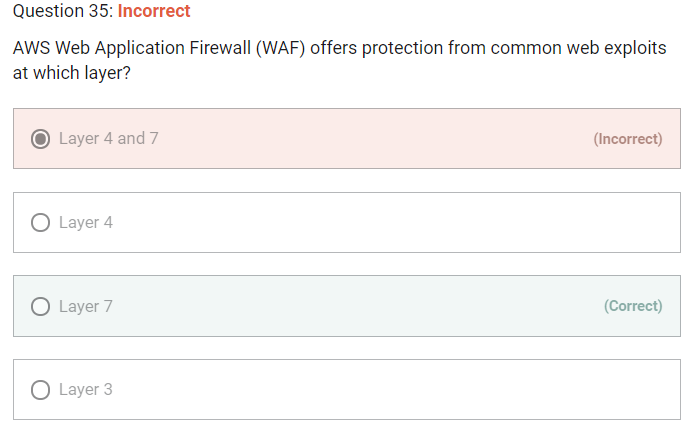 Question 35: Incorrect
AWS Web Application Firewall (WAF) offers protection from common web exploits
at which layer?
Layer 4 and 7 (Incorrect)
Layer 4
Layer 7 (Correct)
Layer 3